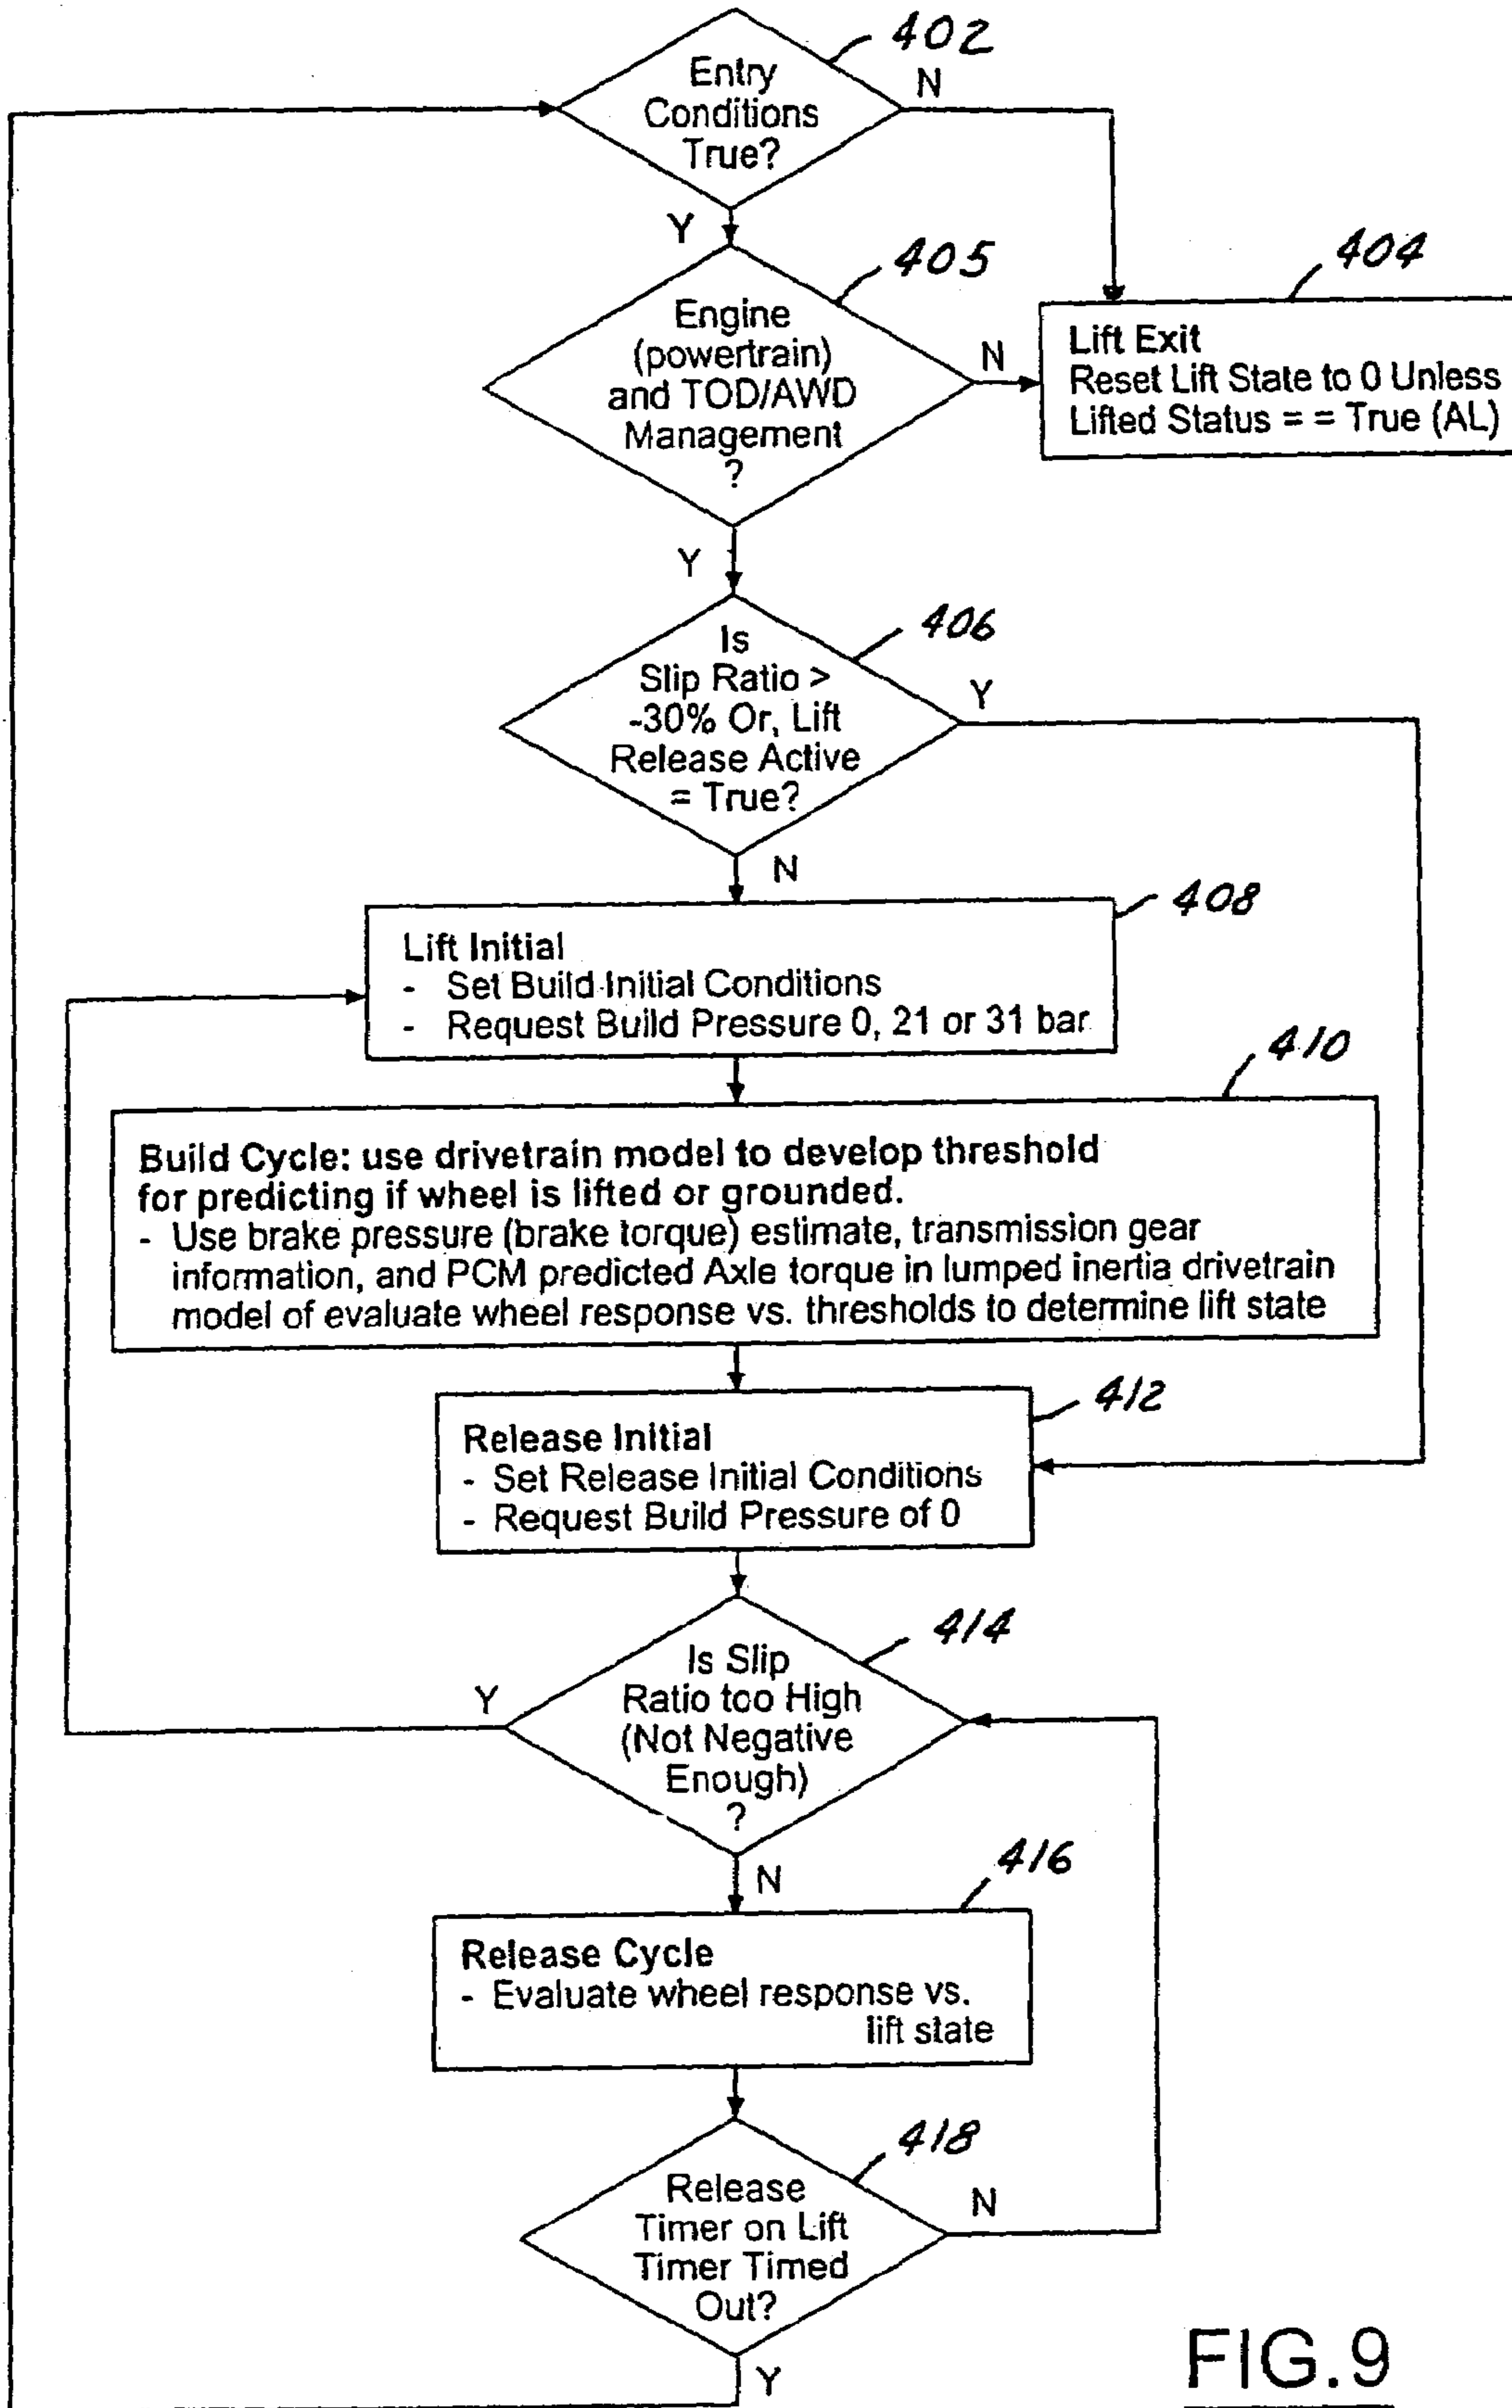 402
Entry
Conditions
True?
N
Y
405
Engine
(powertrain)
and TOD/AWD
Management
?
N
404
Lift Exit
Reset Lift State to 0 Unless
Lifted Status = = True (AL)
Y
406
Is
Slip Ratio >
-30% Or, Lift
Release Active
= True?
Y
N
408
Lift Initial
- Set Build Initial Conditions
- Request Build Pressure 0, 21 or 31 bar
410
Build Cycle: use drivetrain model to develop threshold
for predicting if wheel is lifted or grounded.
- Use brake pressure (brake torque) estimate, transmission gear
information, and PCM predicted Axle torque in lumped inertia drivetrain
model of evaluate wheel response vs. thresholds to determine lift state
412
Release Initial
- Set Release Initial Conditions
- Request Build Pressure of 0
414
Is Slip
Ratio too High
(Not Negative
Enough)
?
Y
N
416
Release Cycle
- Evaluate wheel response vs.
lift state
418
Release
Timer on Lift
Timer Timed
Out?
N
Y
FIG.9